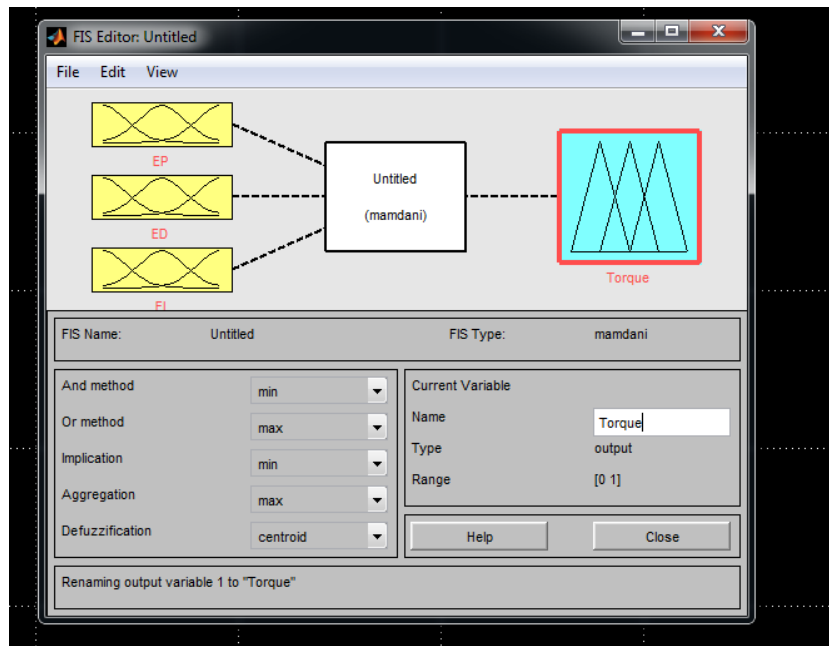 FIS Editor: Untitled
File Edit View
EP
ED
Untitled
(mamdani)
Torque
FIS Name: Untitled FIS Type: mamdani
And method min
Or method max
Implication min
Aggregation max
Defuzzification centroid
Current Variable
Name Torque
Type output
Range [0 1]
Help Close
Renaming output variable 1 to "Torque"